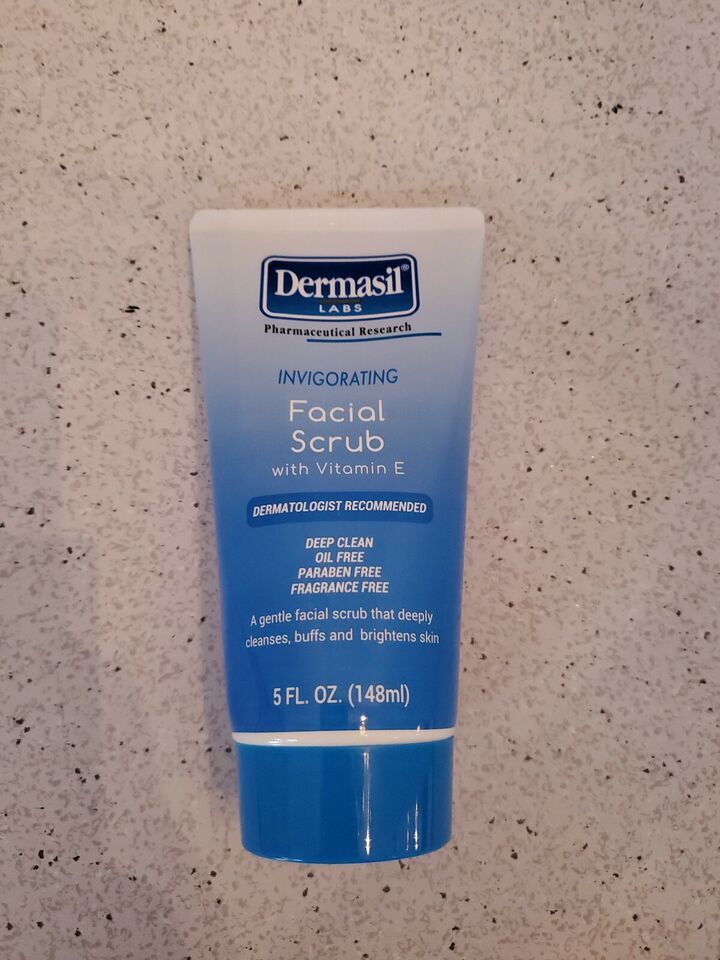 Dermasil®
LABS
Pharmaceutical Research
INVIGORATING
Facial
Scrub
with Vitamin E
DERMATOLOGIST RECOMMENDED
DEEP CLEAN
OIL FREE
PARABEN FREE
FRAGRANCE FREE
A gentle facial scrub that deeply
cleanses, buffs and brightens skin
5 FL. OZ. (148ml)